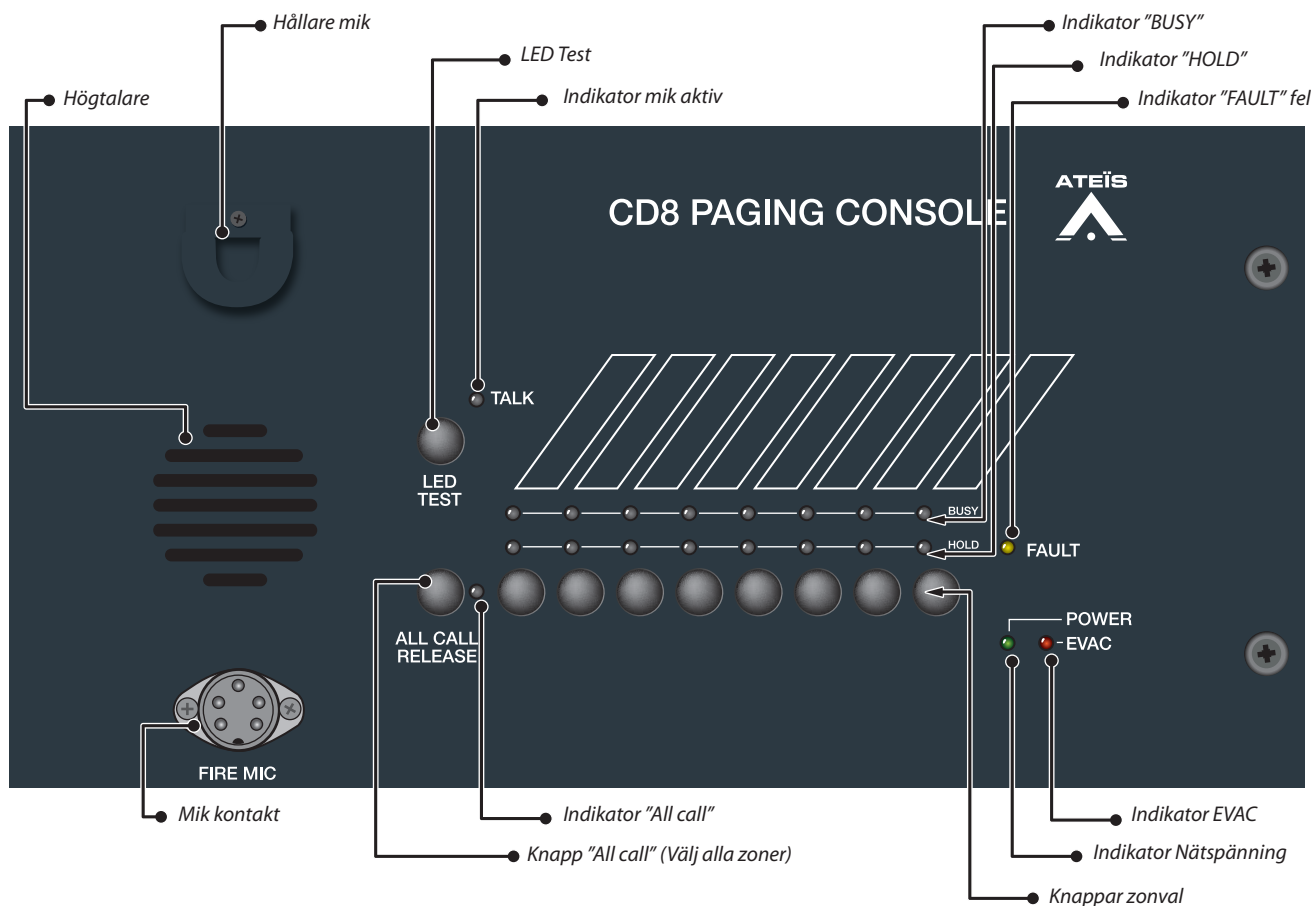 Hållare mik
Indikator ”BUSY”
LED Test
Indikator ”HOLD”
Högtalare
Indikator mik aktiv
Indikator ”FAULT” fel
ATEÏS
CD8 PAGING CONSOLE
TALK
LED
TEST
BUSY
HOLD
FAULT
ALL CALL
RELEASE
POWER
EVAC
FIRE MIC
Mik kontakt
Indikator ”All call”
Indikator EVAC
Knapp ”All call” (Välj alla zoner)
Indikator Nätspänning
Knappar zonval